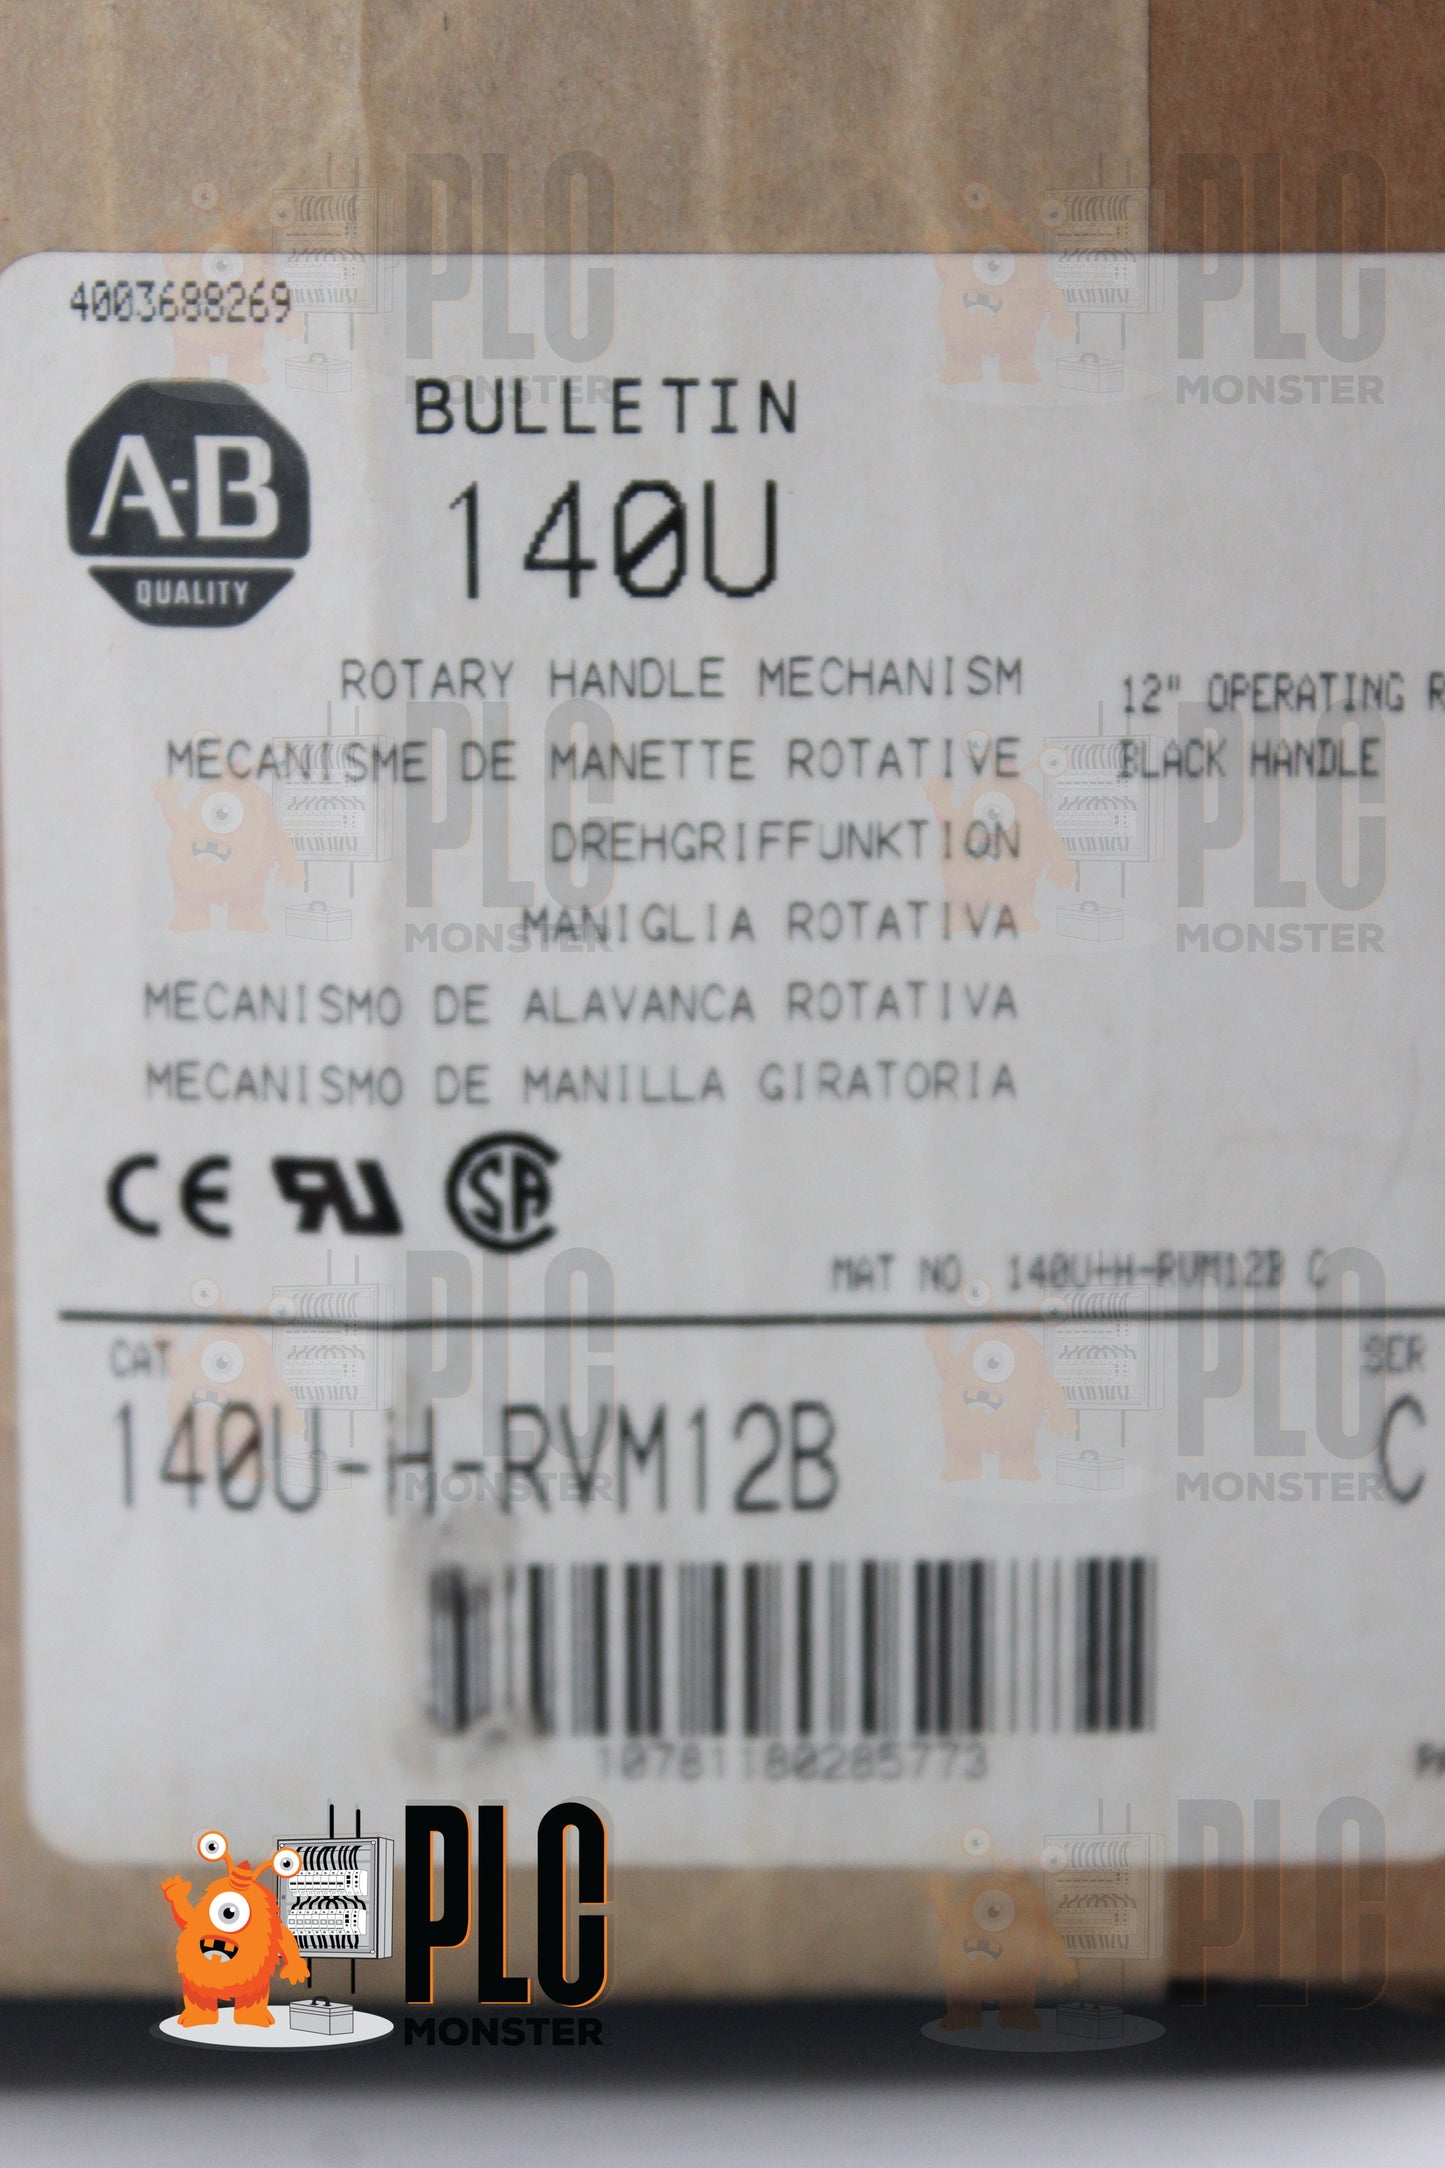 4003688269
A-B
QUALITY
BULLETIN
140U
ROTARY HANDLE MECHANISM
MECANISME DE MANETTE ROTATIVE
DREHGRIFFUNKTION
MANIGLIA ROTATIVA
MECANISMO DE ALAVANCA ROTATIVA
MECANISMO DE MANILLA GIRATORIA
12" OPERATING R
BLACK HANDLE
CE RU CSA
MAT NO. 140U-H-RVM12B C
CAT
140U-H-RVM12B
SER
C
10781180285773
PLC
MONSTER